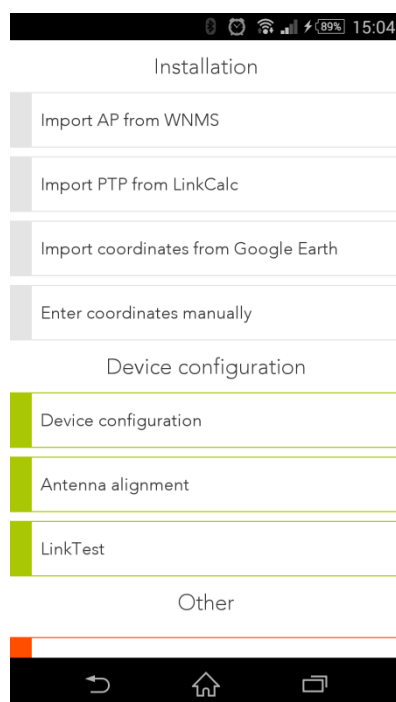 89% 15:04
Installation
Import AP from WNMS
Import PTP from LinkCalc
Import coordinates from Google Earth
Enter coordinates manually
Device configuration
Device configuration
Antenna alignment
LinkTest
Other